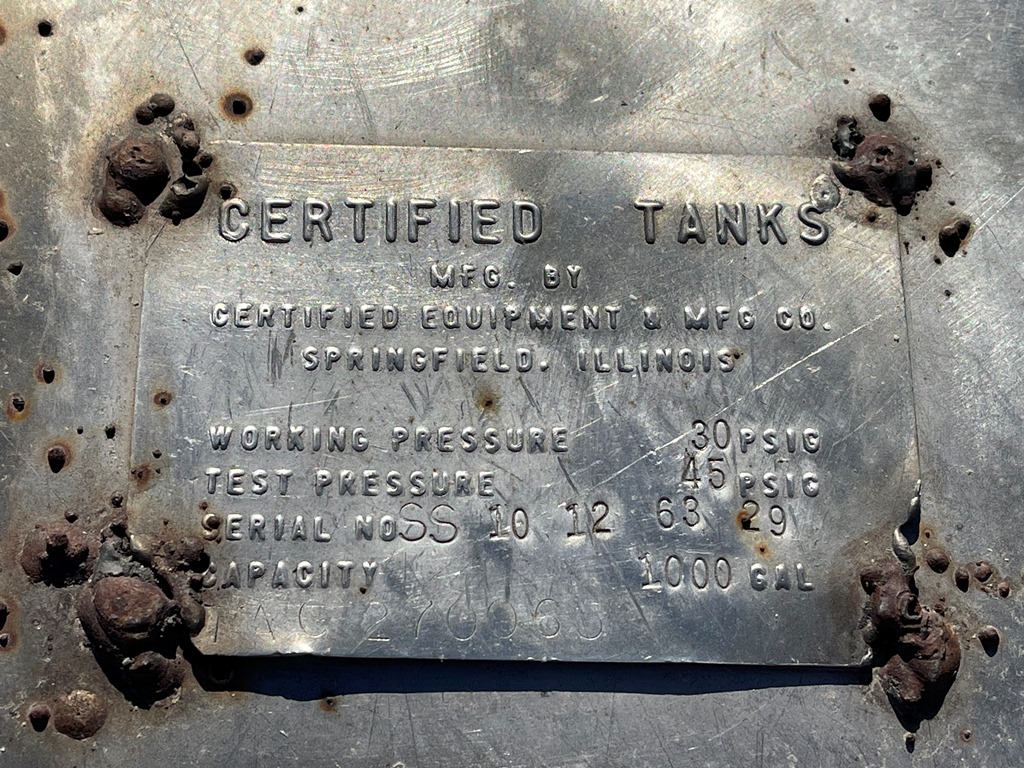 CERTIFIED TANKS
MFG. BY
CERTIFIED EQUIPMENT & MFG CO.
SPRINGFIELD, ILLINOIS
WORKING PRESSURE 30 PSIG
TEST PRESSURE 45 PSIG
SERIAL NO SS 10 12 63 29
CAPACITY 1000 GAL